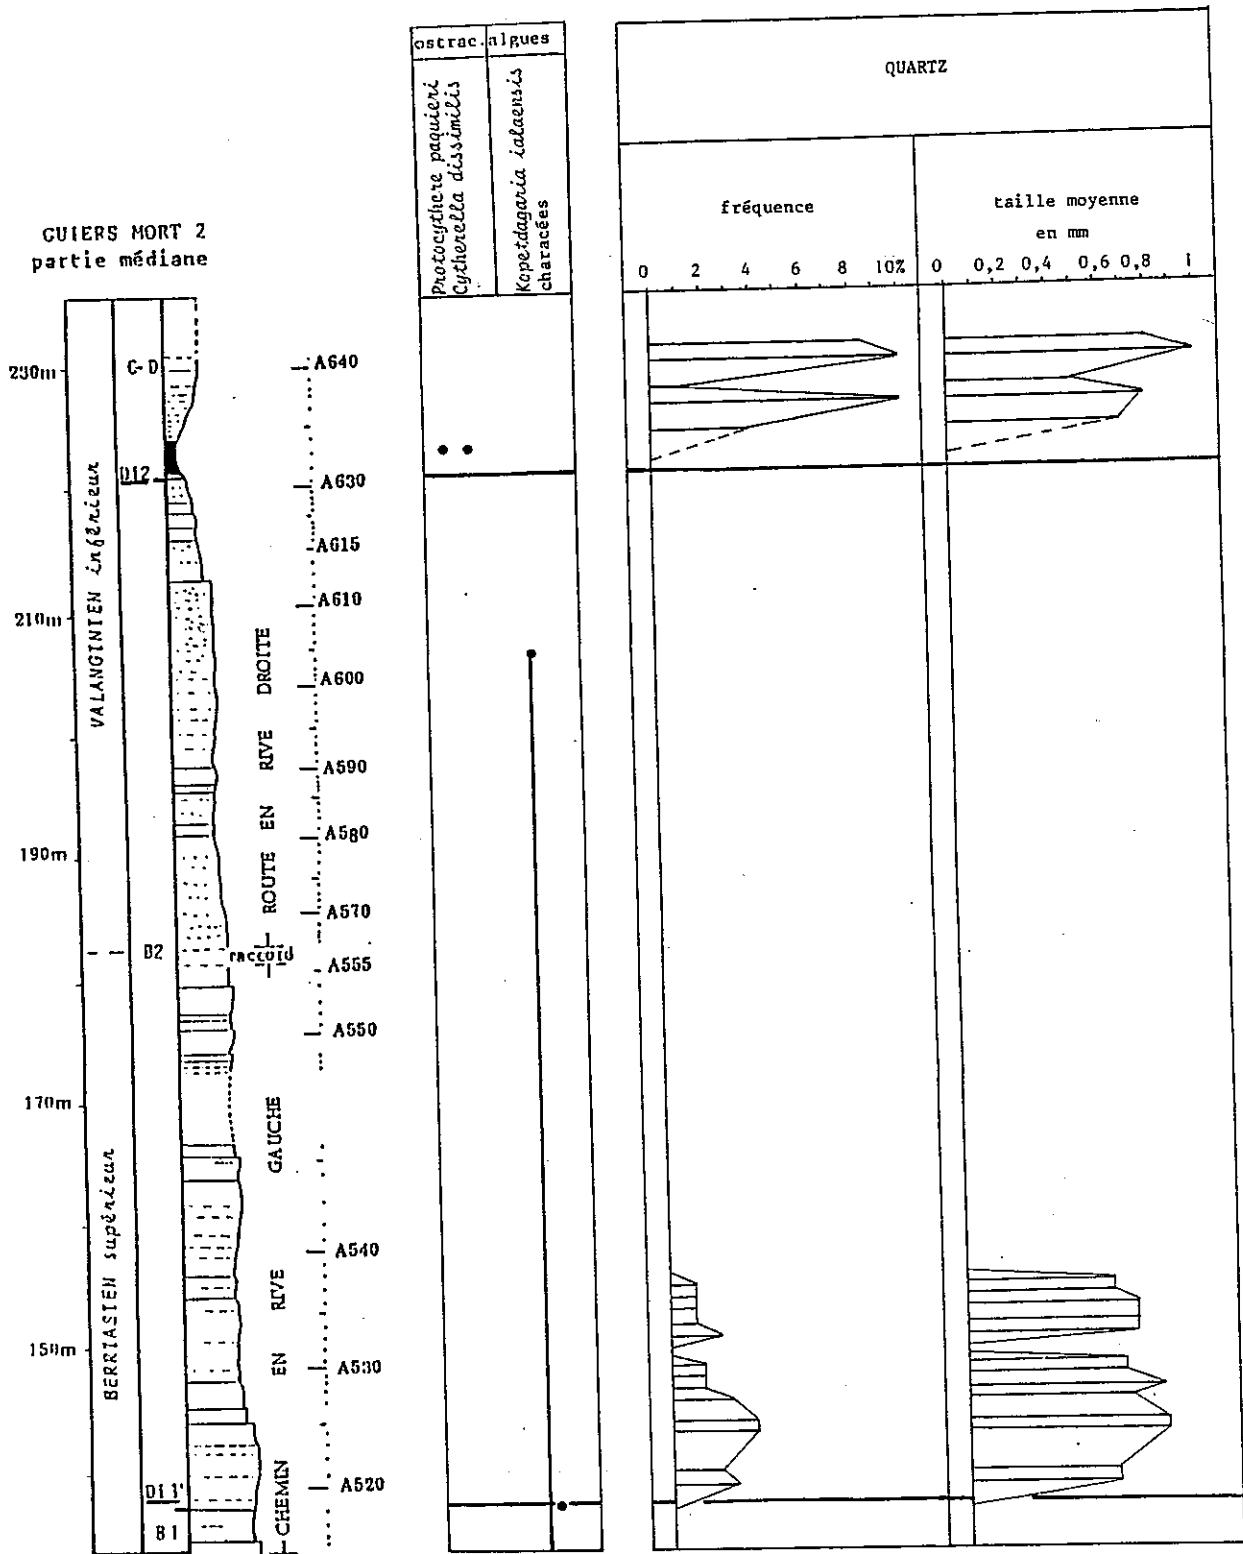 GUIERS MORT 2
partie médiane
ostrac. algues
Protocythere paquieri
Cytherella dissimilis
Kopetdagaria ialaensis
characées
QUARTZ
fréquence
taille moyenne
en mm
0 2 4 6 8 10%
0 0,2 0,4 0,6 0,8 1
230m
210m
190m
170m
150m
VALANGINIEN inférieur
BERRIASIEN supérieur
C-D
D12
B2
D11'
B1
ROUTE EN RIVE DROITE
raccord
CHEMIN EN RIVE GAUCHE
A640
A630
A615
A610
A600
A590
A580
A570
A555
A550
A540
A530
A520